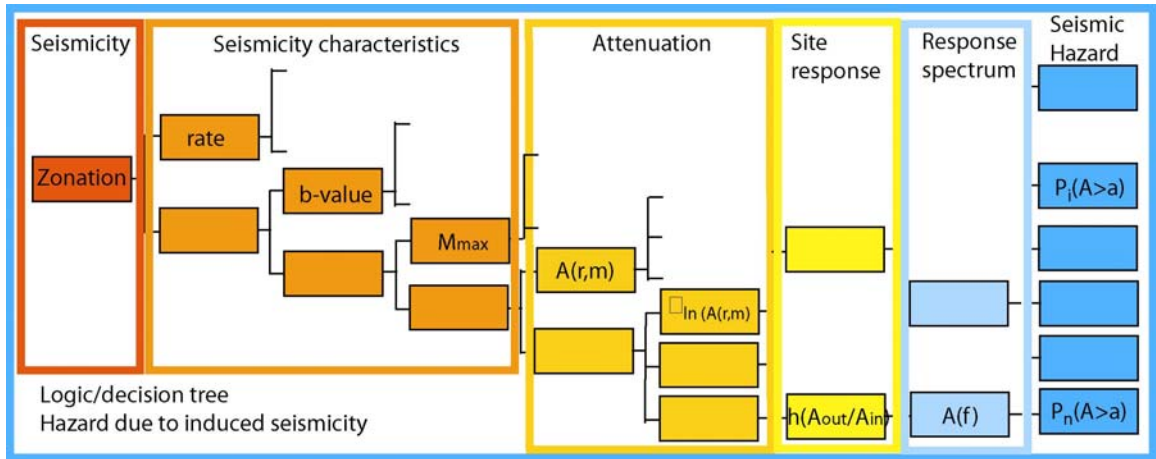 Seismicity
Seismicity characteristics
Attenuation
Site
response
Response
spectrum
Seismic
Hazard
rate
Zonation
b-value
Mmax
A(r,m)
□ln (A(r,m)
h(Aout/Ain)
A(f)
Pi(A>a)
Pn(A>a)
Logic/decision tree
Hazard due to induced seismicity